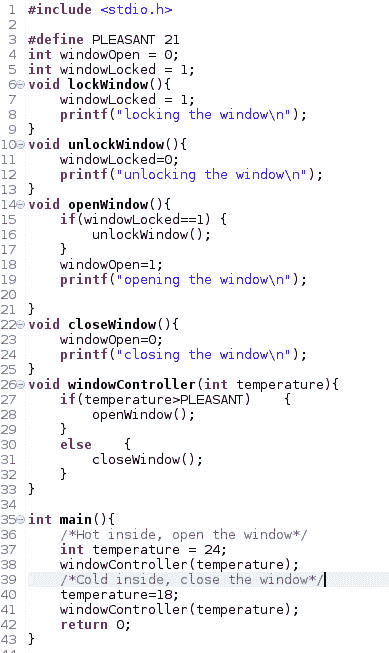 1 #include <stdio.h>
2
3 #define PLEASANT 21
4 int windowOpen = 0;
5 int windowLocked = 1;
6 void lockWindow(){
7     windowLocked = 1;
8     printf("locking the window\n");
9 }
10 void unlockWindow(){
11     windowLocked=0;
12     printf("unlocking the window\n");
13 }
14 void openWindow(){
15     if(windowLocked==1) {
16         unlockWindow();
17     }
18     windowOpen=1;
19     printf("opening the window\n");
20
21 }
22 void closeWindow(){
23     windowOpen=0;
24     printf("closing the window\n");
25 }
26 void windowController(int temperature){
27     if(temperature>PLEASANT)    {
28         openWindow();
29     }
30     else    {
31         closeWindow();
32     }
33 }
34
35 int main(){
36     /*Hot inside, open the window*/
37     int temperature = 24;
38     windowController(temperature);
39     /*Cold inside, close the window*/
40     temperature=18;
41     windowController(temperature);
42     return 0;
43 }